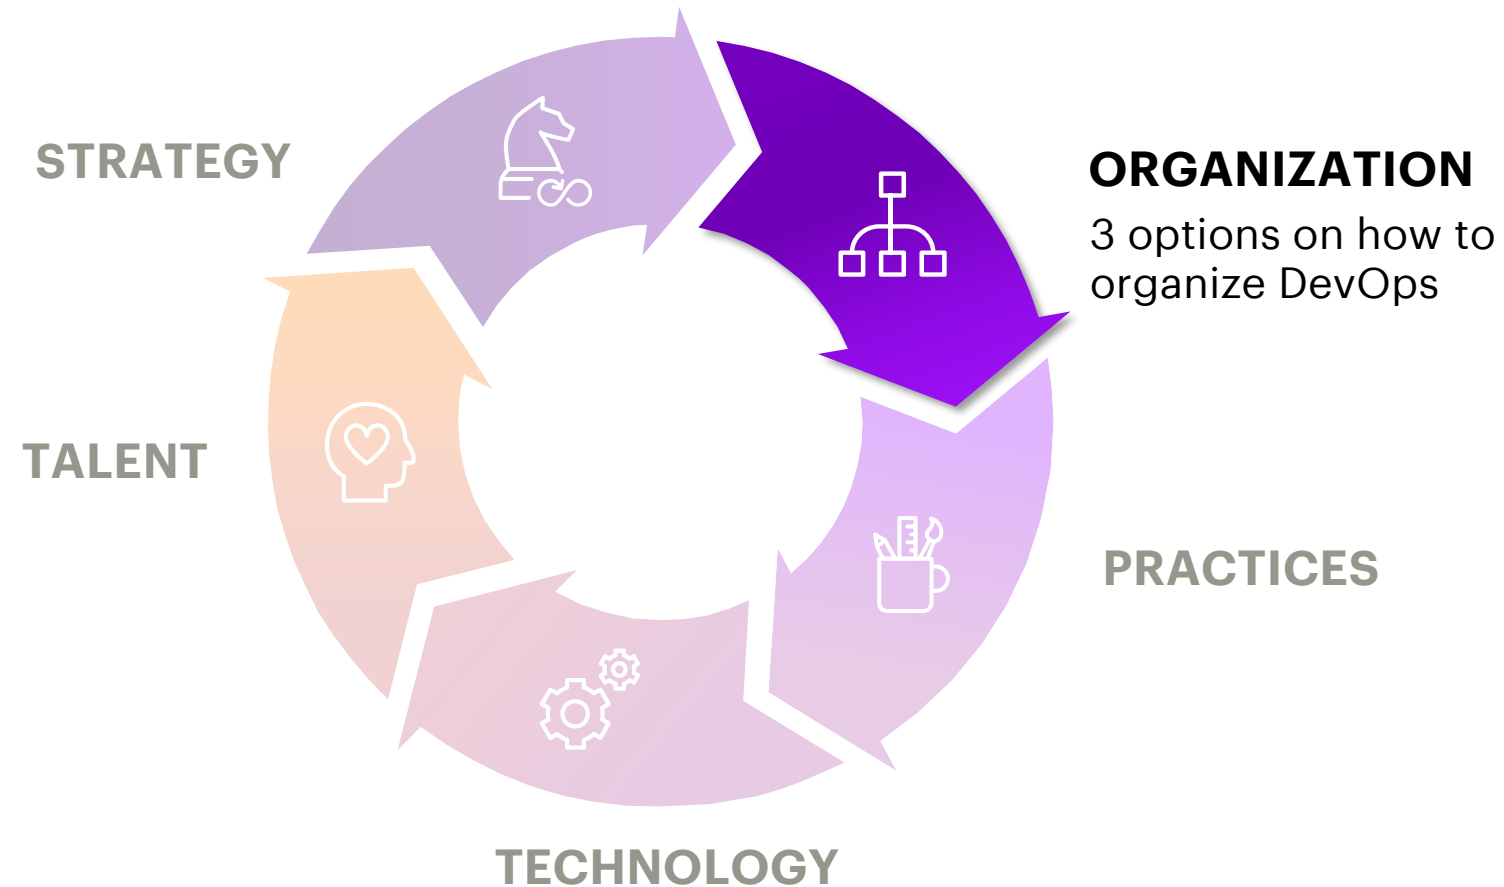 STRATEGY
ORGANIZATION
3 options on how to
organize DevOps
TALENT
PRACTICES
TECHNOLOGY